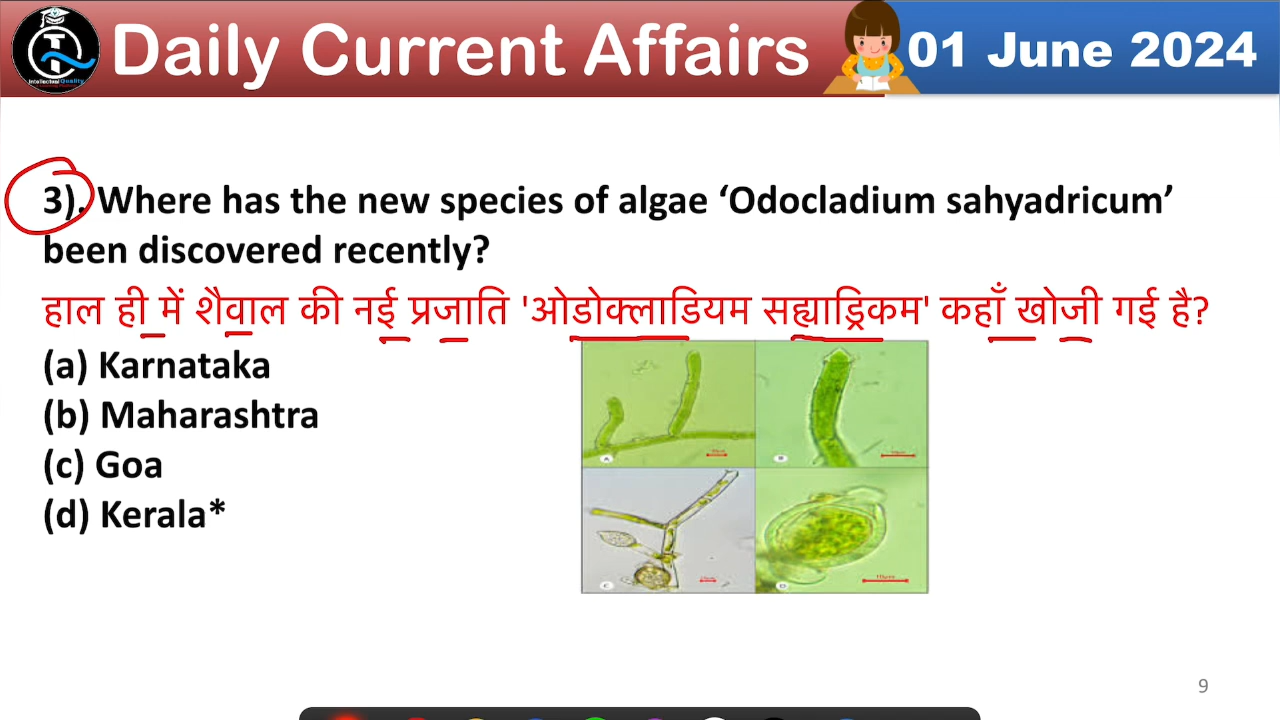 Daily Current Affairs
01 June 2024
3). Where has the new species of algae ‘Odocladium sahyadricum’
been discovered recently?
हाल ही में शैवाल की नई प्रजाति 'ओडोक्लाडियम सह्याद्रिकम' कहाँ खोजी गई है?
(a) Karnataka
(b) Maharashtra
(c) Goa
(d) Kerala*
A
B
C
D
9